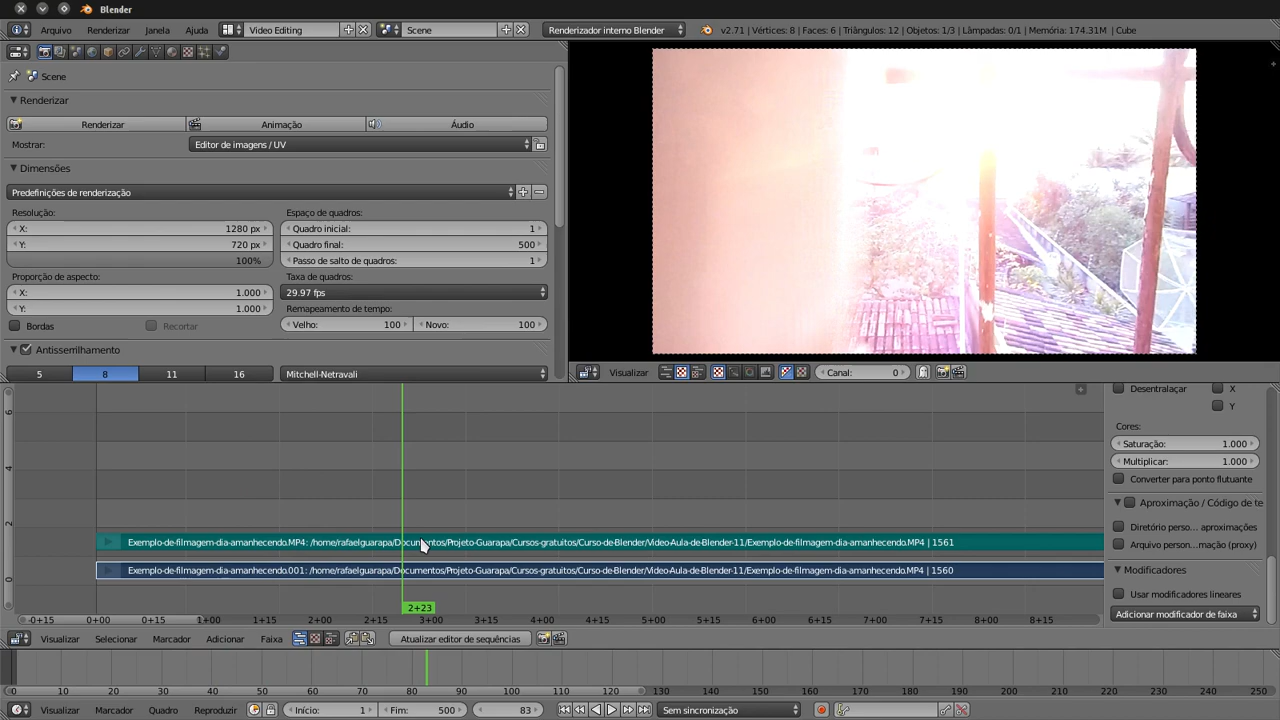 Blender
Arquivo Renderizar Janela Ajuda Video Editing Scene Renderizador interno Blender v2.71 | Vértices: 8 | Faces: 6 | Triângulos: 12 | Objetos: 1/3 | Lâmpadas: 0/1 | Memória: 174.31M | Cube
Scene
Renderizar
Renderizar Animação Áudio
Mostrar: Editor de imagens / UV
Dimensões
Predefinições de renderização
Resolução: Espaço de quadros:
X: 1280 px Quadro inicial: 1
Y: 720 px Quadro final: 500
100% Passo de salto de quadros: 1
Proporção de aspecto: Taxa de quadros:
X: 1.000 29.97 fps
Y: 1.000 Remapeamento de tempo:
Bordas Recortar Velho: 100 Novo: 100
Antisserrilhamento
5 8 11 16 Mitchell-Netravali
Visualizar Canal: 0
Desentralaçar X
Y
Cores:
Saturação: 1.000
Multiplicar: 1.000
Converter para ponto flutuante
Aproximação / Código de te
Diretório perso... aproximações
Arquivo person...mação (proxy)
Modificadores
Usar modificadores lineares
Adicionar modificador de faixa
6
4
2
0
Exemplo-de-filmagem-dia-amanhecendo.MP4: /home/rafaelguarapa/Documentos/Projeto-Guarapa/Cursos-gratuitos/Curso-de-Blender/Video-Aula-de-Blender-11/Exemplo-de-filmagem-dia-amanhecendo.MP4 | 1561
Exemplo-de-filmagem-dia-amanhecendo.001: /home/rafaelguarapa/Documentos/Projeto-Guarapa/Cursos-gratuitos/Curso-de-Blender/Video-Aula-de-Blender-11/Exemplo-de-filmagem-dia-amanhecendo.MP4 | 1560
2+23
-0+15 0+00 0+15 1+00 1+15 2+00 2+15 3+00 3+15 4+00 4+15 5+00 5+15 6+00 6+15 7+00 7+15 8+00 8+15
Visualizar Selecionar Marcador Adicionar Faixa Atualizar editor de sequências
0 10 20 30 40 50 60 70 80 90 100 110 120 130 140 150 160 170 180 190 200 210 220 230 240 250
Visualizar Marcador Quadro Reproduzir Início: 1 Fim: 500 83 Sem sincronização